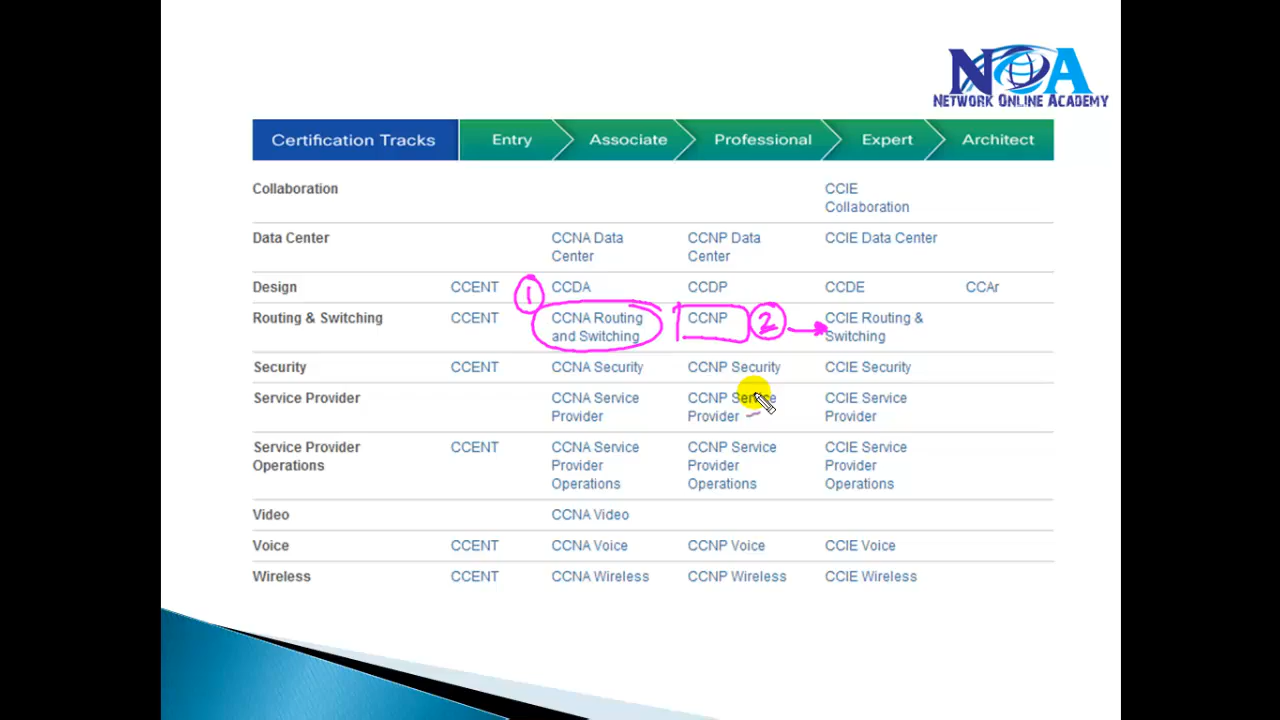 NOA
NETWORK ONLINE ACADEMY
Certification Tracks Entry Associate Professional Expert Architect
Collaboration CCIE
Collaboration
Data Center CCNA Data CCNP Data CCIE Data Center
Center Center
Design CCENT 1 CCDA CCDP CCDE CCAr
Routing & Switching CCENT CCNA Routing CCNP 2 CCIE Routing &
and Switching Switching
Security CCENT CCNA Security CCNP Security CCIE Security
Service Provider CCNA Service CCNP Service CCIE Service
Provider Provider Provider
Service Provider CCENT CCNA Service CCNP Service CCIE Service
Operations Provider Provider Provider
Operations Operations Operations
Video CCNA Video
Voice CCENT CCNA Voice CCNP Voice CCIE Voice
Wireless CCENT CCNA Wireless CCNP Wireless CCIE Wireless